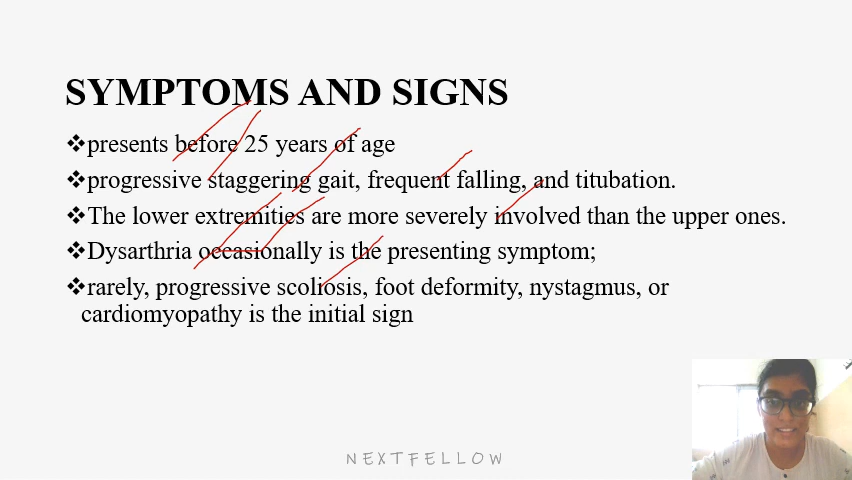 SYMPTOMS AND SIGNS
❖presents before 25 years of age
❖progressive staggering gait, frequent falling, and titubation.
❖The lower extremities are more severely involved than the upper ones.
❖Dysarthria occasionally is the presenting symptom;
❖rarely, progressive scoliosis, foot deformity, nystagmus, or
cardiomyopathy is the initial sign
NEXTFELLOW